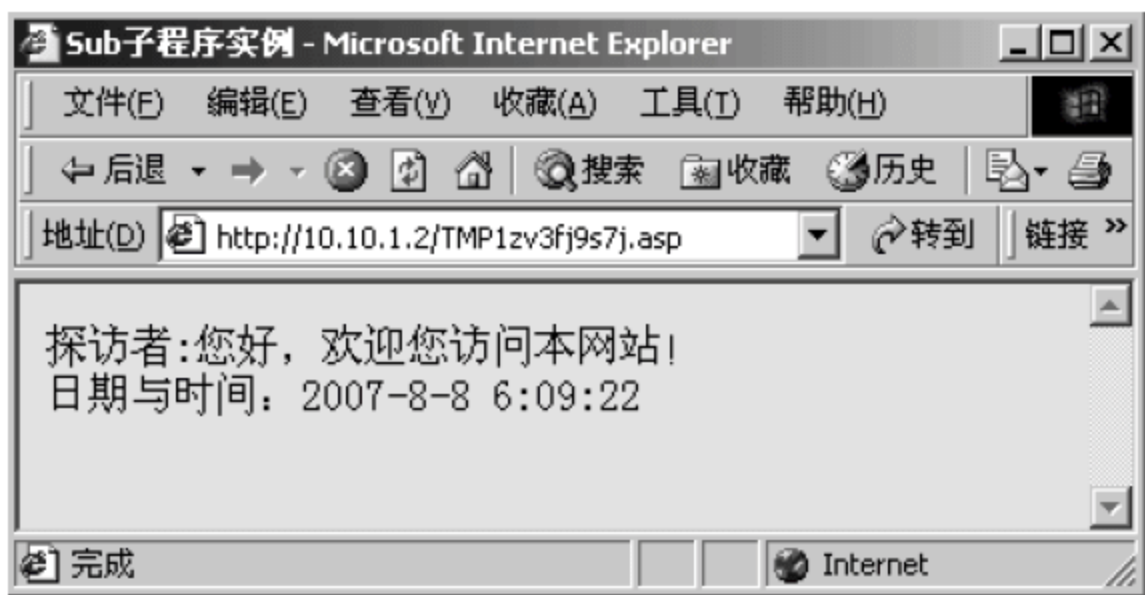 Sub子程序实例 - Microsoft Internet Explorer
文件(F) 编辑(E) 查看(V) 收藏(A) 工具(T) 帮助(H)
后退 搜索 收藏 历史
地址(D) http://10.10.1.2/TMP1zv3fj9s7j.asp 转到 链接 »
探访者:您好，欢迎您访问本网站!
日期与时间：2007-8-8 6:09:22
完成 Internet